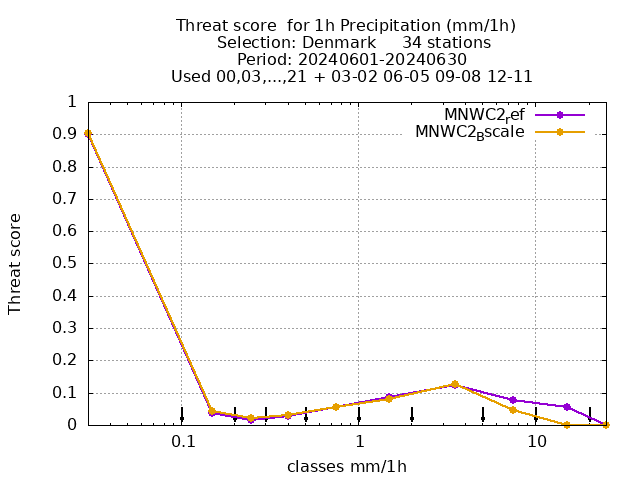 Threat score  for 1h Precipitation (mm/1h)
Selection: Denmark     34 stations
Period: 20240601-20240630
Used 00,03,...,21 + 03-02 06-05 09-08 12-11
MNWC2_ref
MNWC2_Bscale
1
0.9
0.8
0.7
0.6
0.5
0.4
0.3
0.2
0.1
0
Threat score
0.1
1
10
classes mm/1h